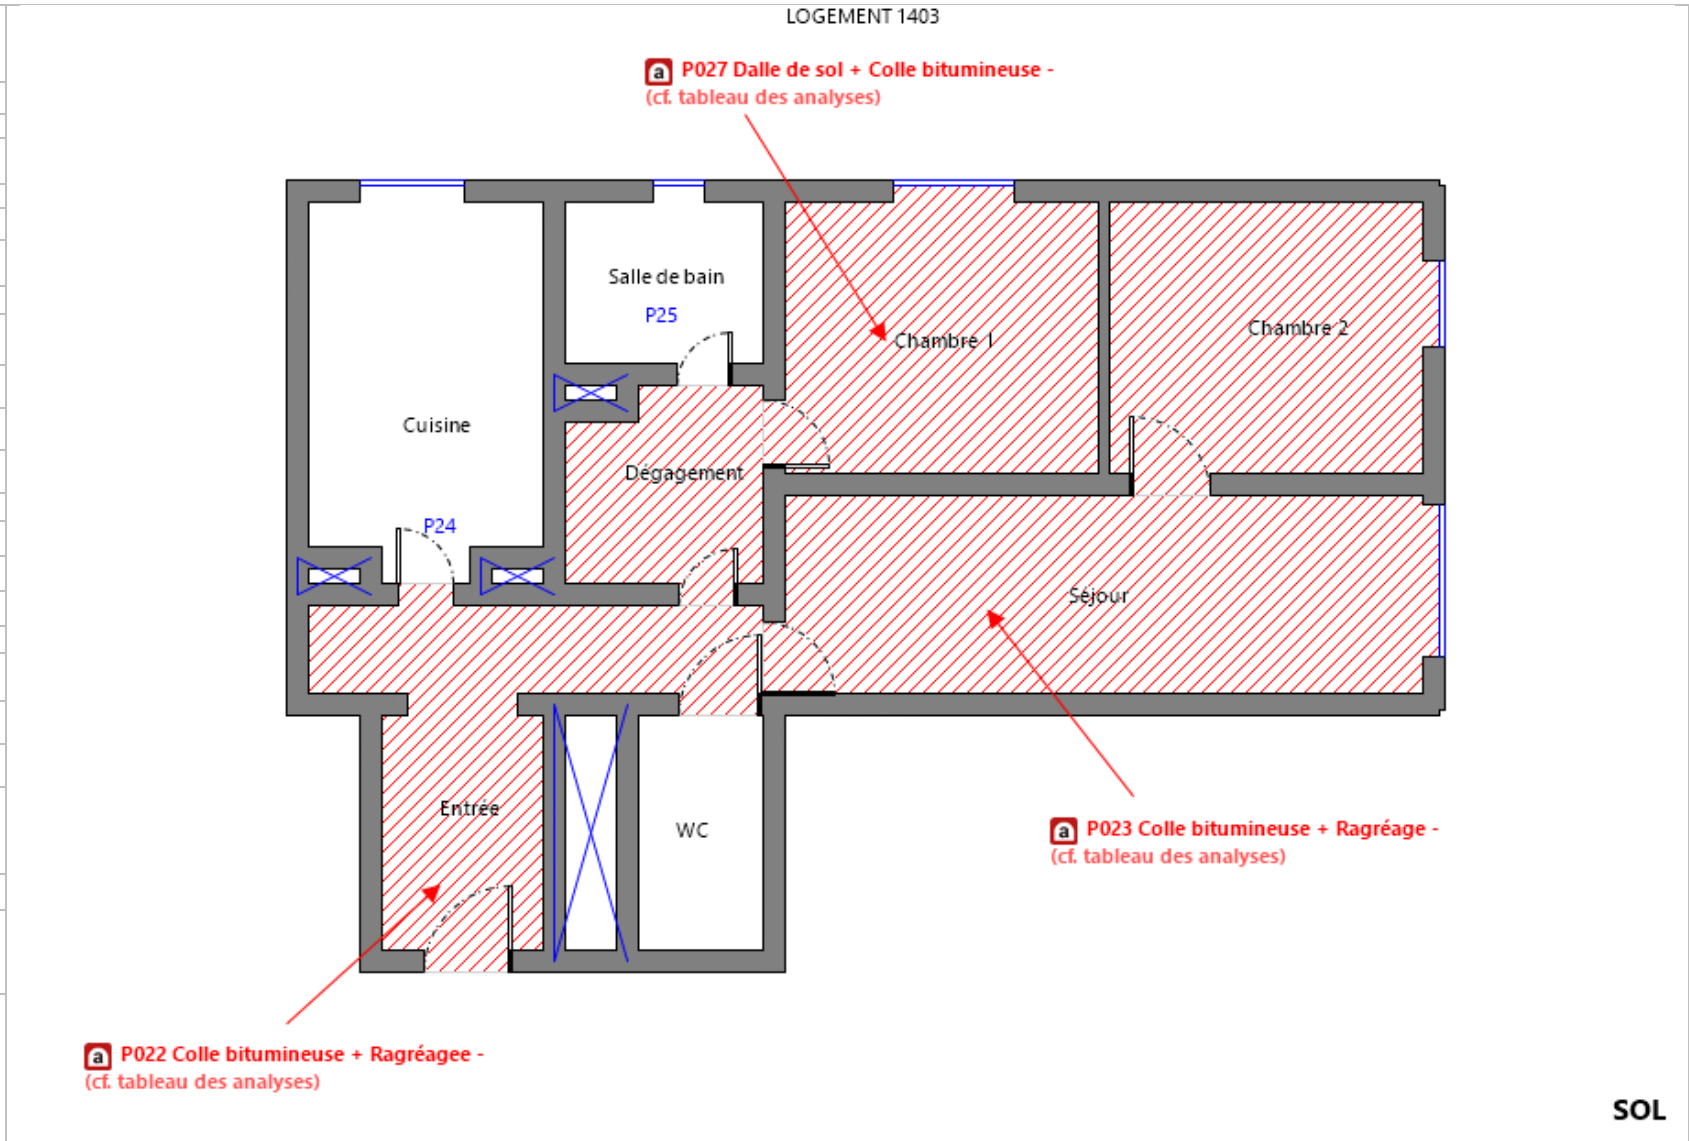 LOGEMENT 1403
a P027 Dalle de sol + Colle bitumineuse -
(cf. tableau des analyses)
Salle de bain
P25
Chambre 1
Chambre 2
Cuisine
Dégagement
P24
Séjour
Entrée
WC
a P023 Colle bitumineuse + Ragréage -
(cf. tableau des analyses)
a P022 Colle bitumineuse + Ragréagee -
(cf. tableau des analyses)
SOL